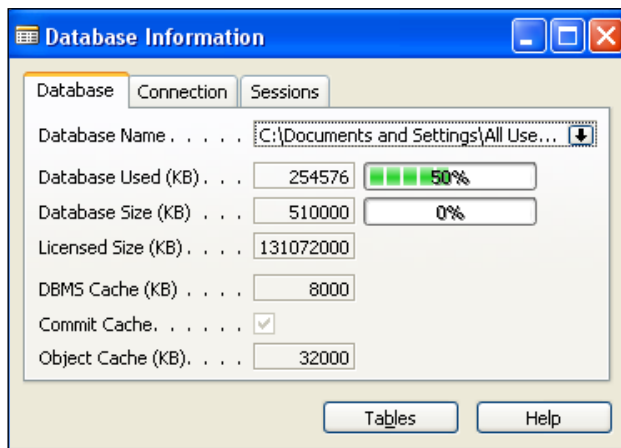 Database Information
Database Connection Sessions
Database Name . . . . . C:\Documents and Settings\All Use...
Database Used (KB) . . . 254576 50%
Database Size (KB) . . . 510000 0%
Licensed Size (KB) . . . . 131072000
DBMS Cache (KB) . . . . 8000
Commit Cache. . . . . .
Object Cache (KB). . . . 32000
Tables Help